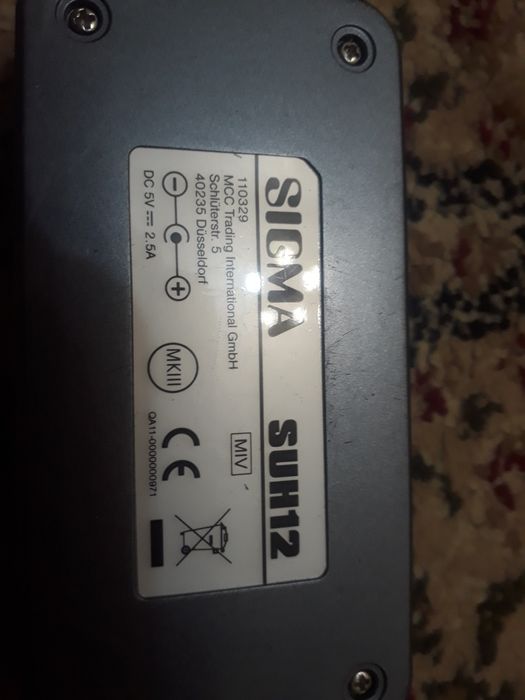 SIGMA SUH12
110329
MCC Trading International GmbH
Schlüterstr. 5
40235 Düsseldorf
MIV
DC 5V ⎓ 2.5A
MKIII
CE
QA11-0000000971